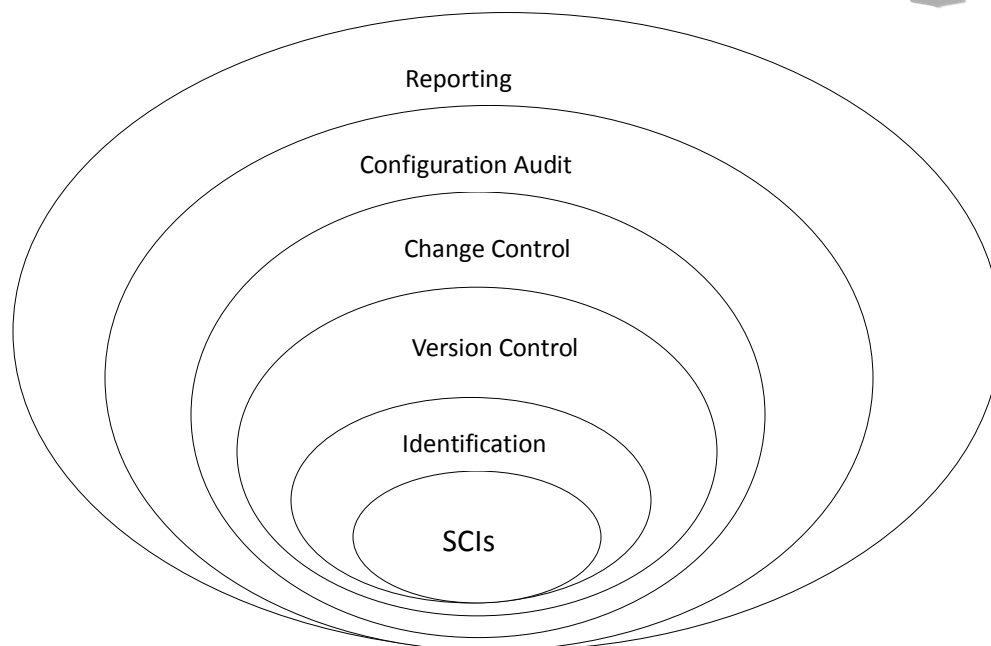 Reporting
Configuration Audit
Change Control
Version Control
Identification
SCIs